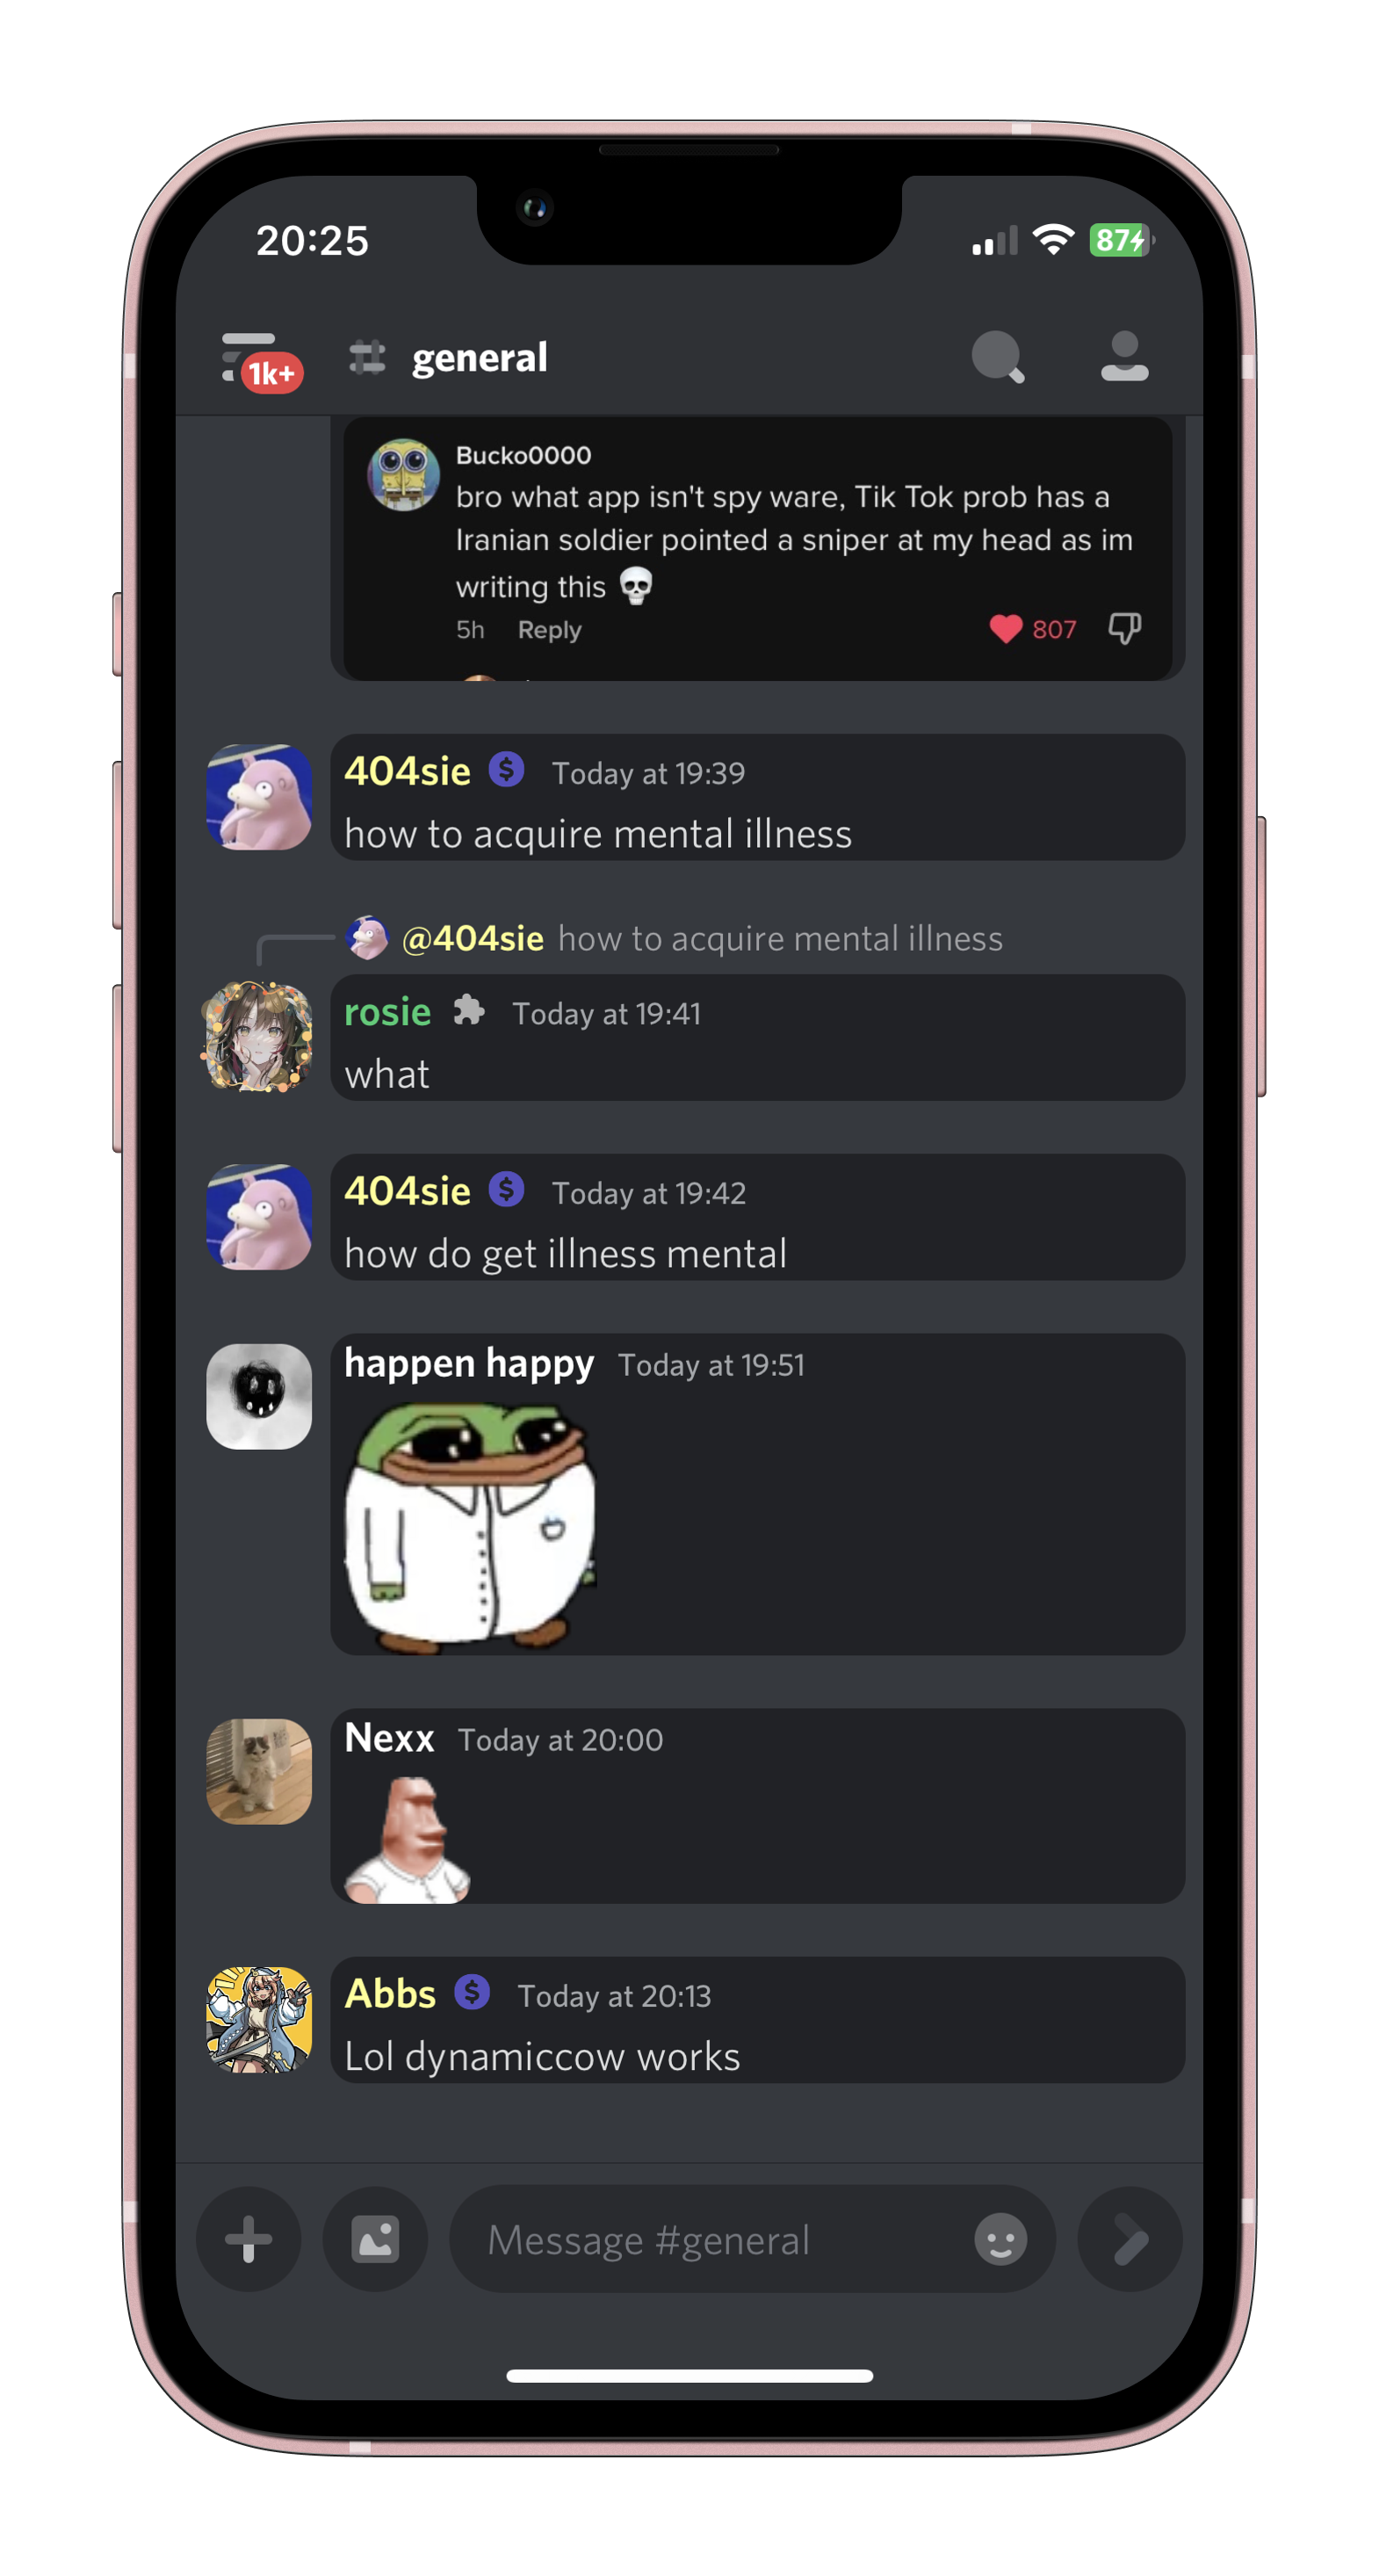 20:25
87
1k+
general
Bucko0000
bro what app isn't spy ware, Tik Tok prob has a
Iranian soldier pointed a sniper at my head as im
writing this 💀
5h Reply 807
404sie $ Today at 19:39
how to acquire mental illness
@404sie how to acquire mental illness
rosie Today at 19:41
what
404sie $ Today at 19:42
how do get illness mental
happen happy Today at 19:51
Nexx Today at 20:00
Abbs $ Today at 20:13
Lol dynamiccow works
Message #general